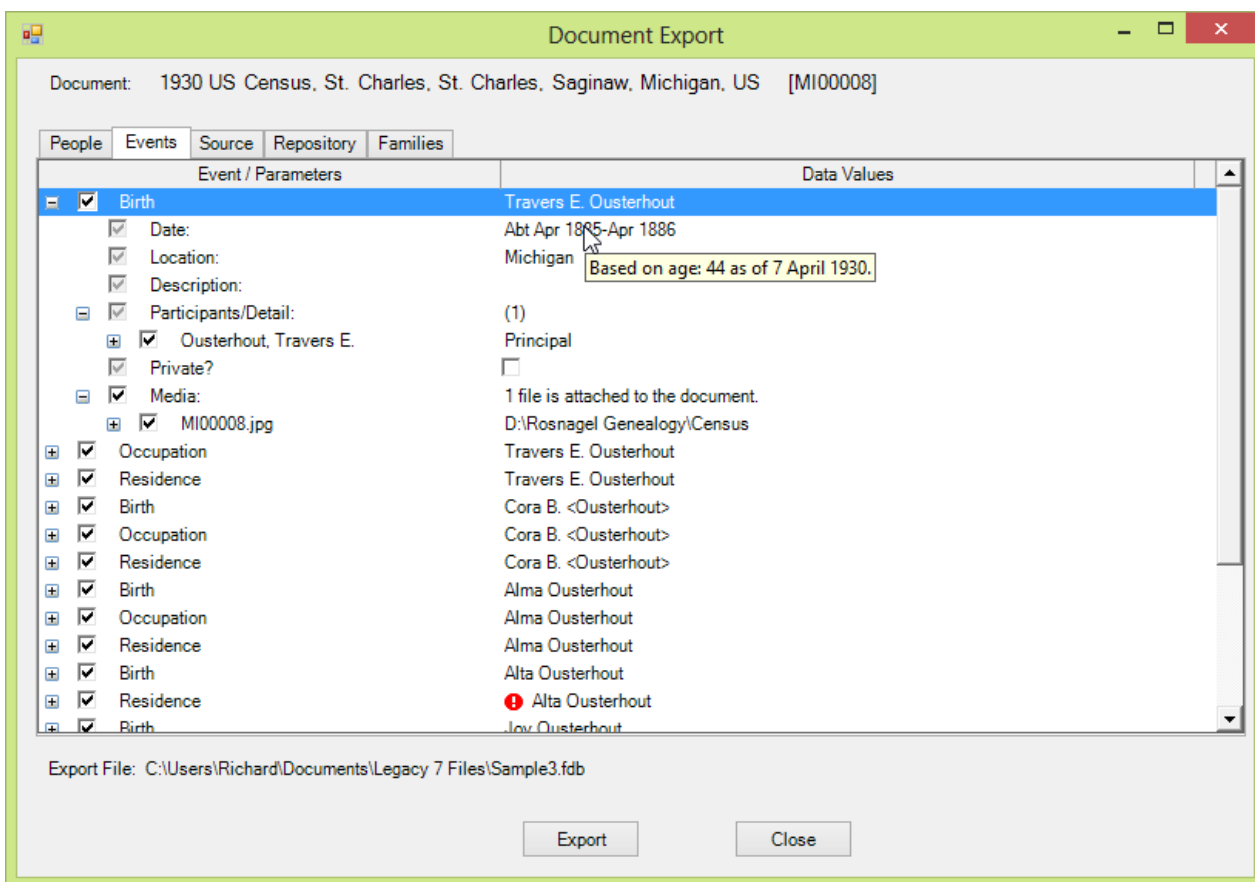 Document Export
Document: 1930 US Census, St. Charles, St. Charles, Saginaw, Michigan, US [MI00008]
People Events Source Repository Families
Event / Parameters Data Values
Birth Travers E. Ousterhout
Date: Abt Apr 1885-Apr 1886
Location: Michigan
Based on age: 44 as of 7 April 1930.
Description:
Participants/Detail: (1)
Ousterhout, Travers E. Principal
Private?
Media: 1 file is attached to the document.
MI00008.jpg D:\Rosnagel Genealogy\Census
Occupation Travers E. Ousterhout
Residence Travers E. Ousterhout
Birth Cora B. <Ousterhout>
Occupation Cora B. <Ousterhout>
Residence Cora B. <Ousterhout>
Birth Alma Ousterhout
Occupation Alma Ousterhout
Residence Alma Ousterhout
Birth Alta Ousterhout
Residence Alta Ousterhout
Birth Joy Ousterhout
Export File: C:\Users\Richard\Documents\Legacy 7 Files\Sample3.fdb
Export Close